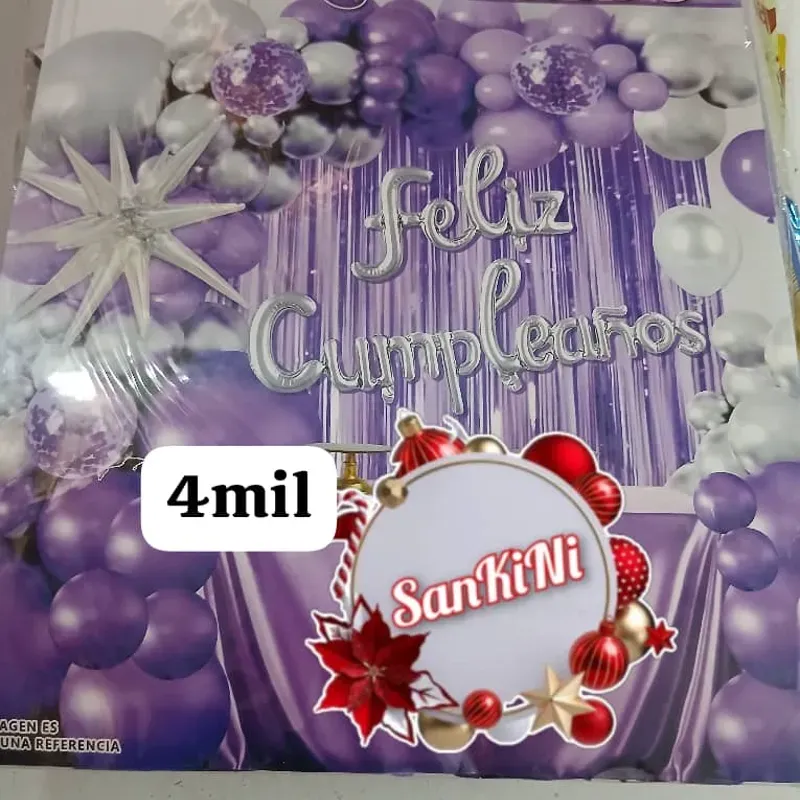 Feliz
Cumpleaños
4mil
SanKiNi
AGEN ES
UNA REFERENCIA